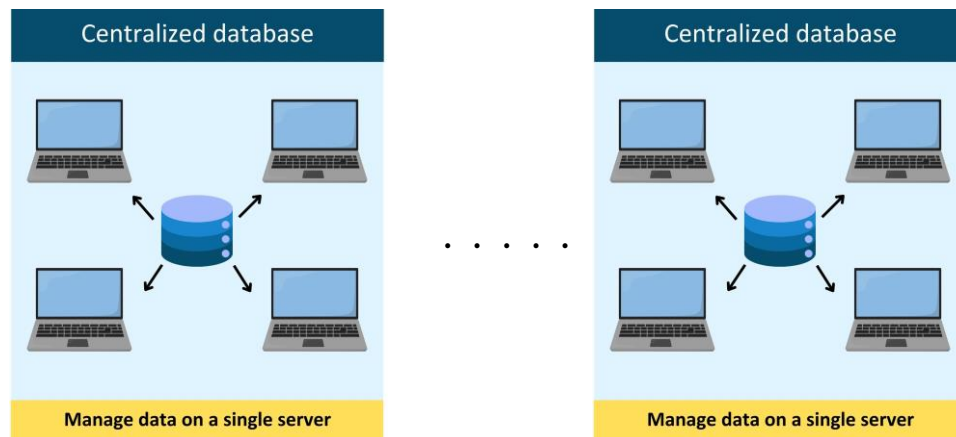 Centralized database
Manage data on a single server
Centralized database
Manage data on a single server